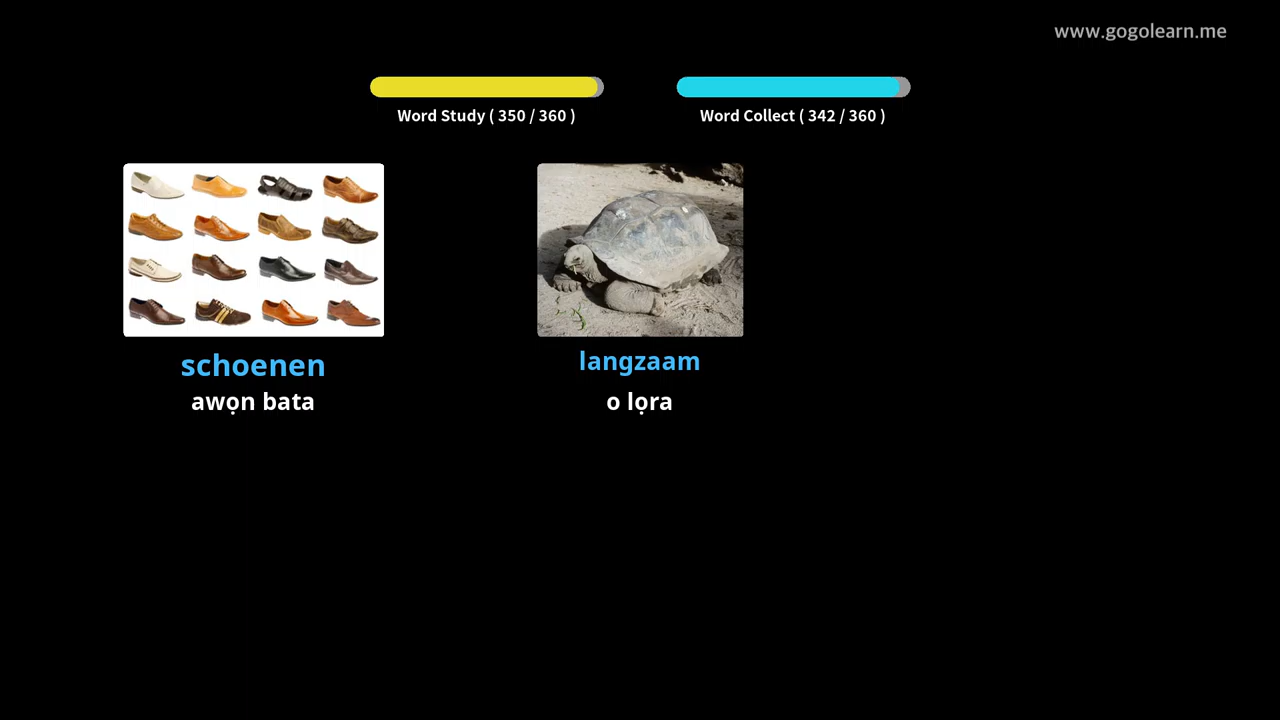 www.gogolearn.me
Word Study ( 350 / 360 )
Word Collect ( 342 / 360 )
schoenen
awọn bata
langzaam
o lọra